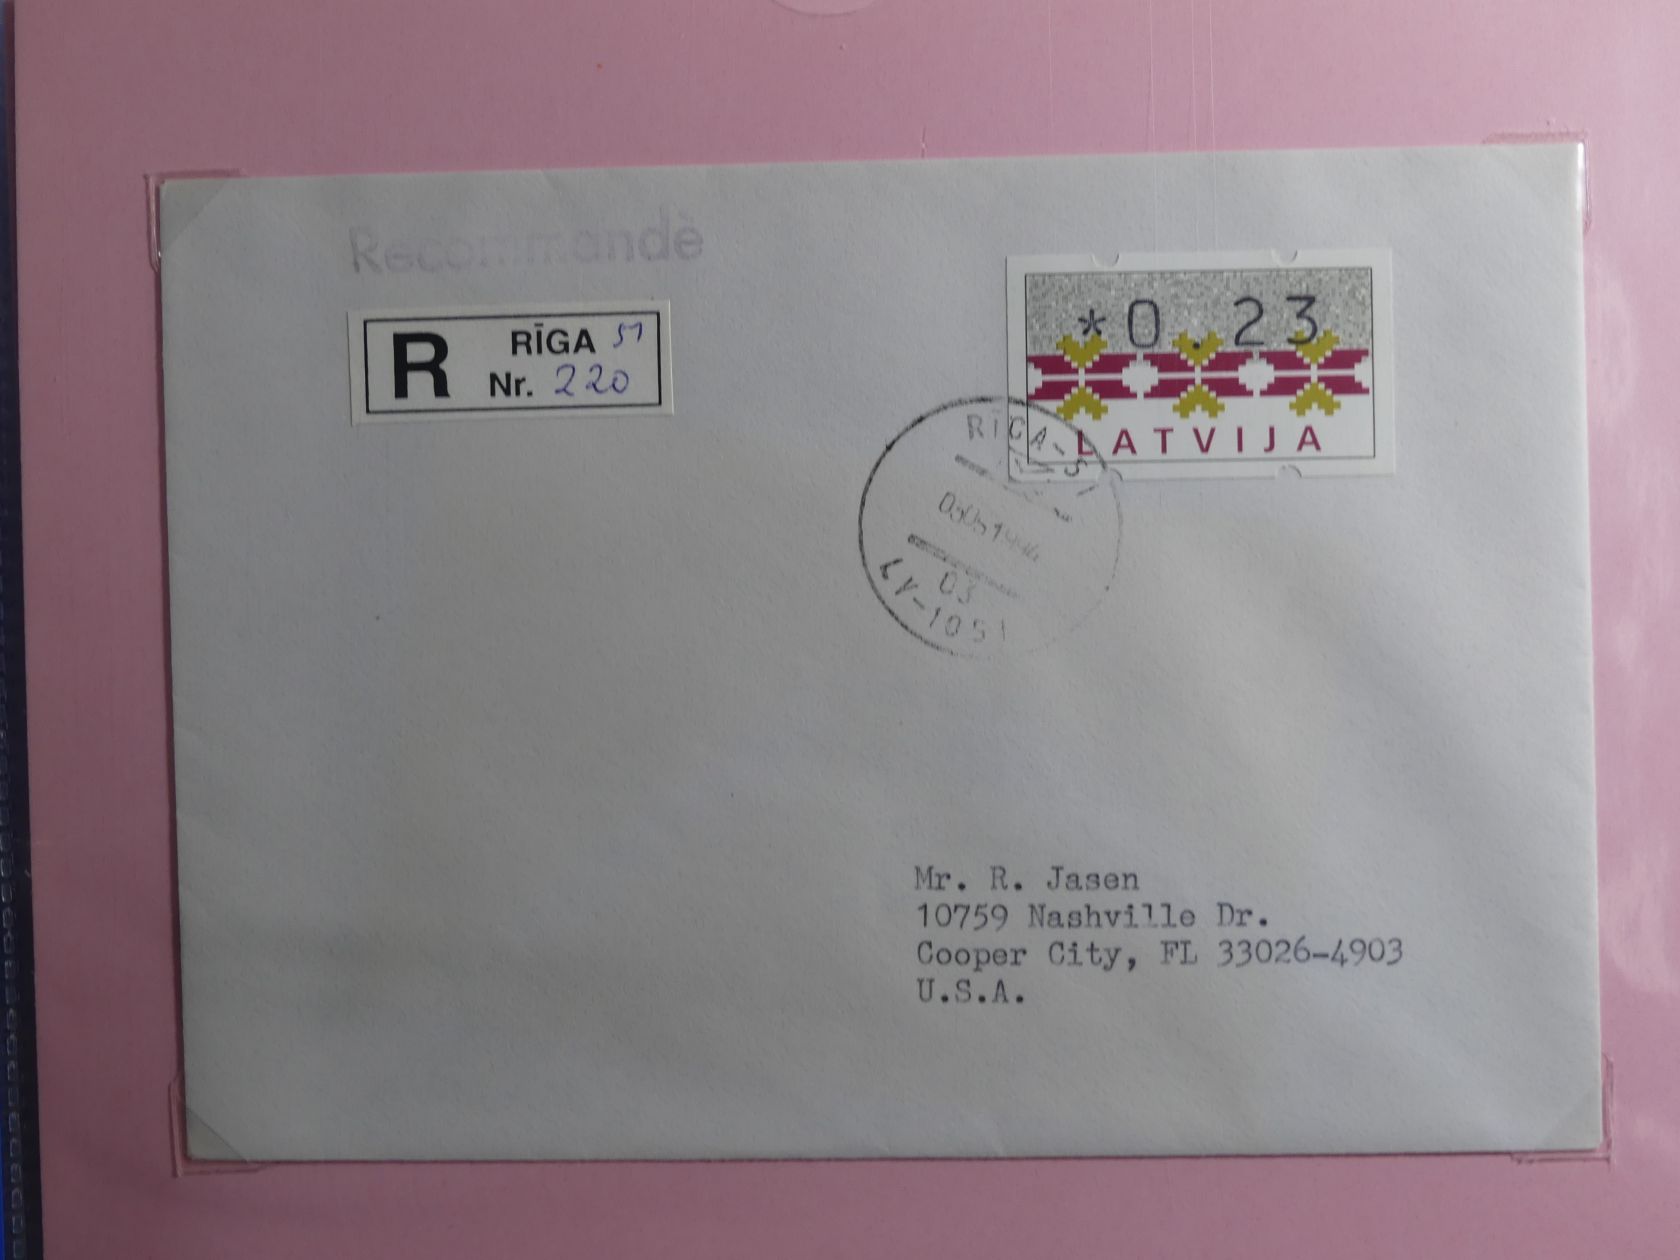 Recommandè
R RĪGA 51
Nr. 220
*0.23
LATVIJA
RĪGA-51
03
LV-1051
Mr. R. Jasen
10759 Nashville Dr.
Cooper City, FL 33026-4903
U.S.A.